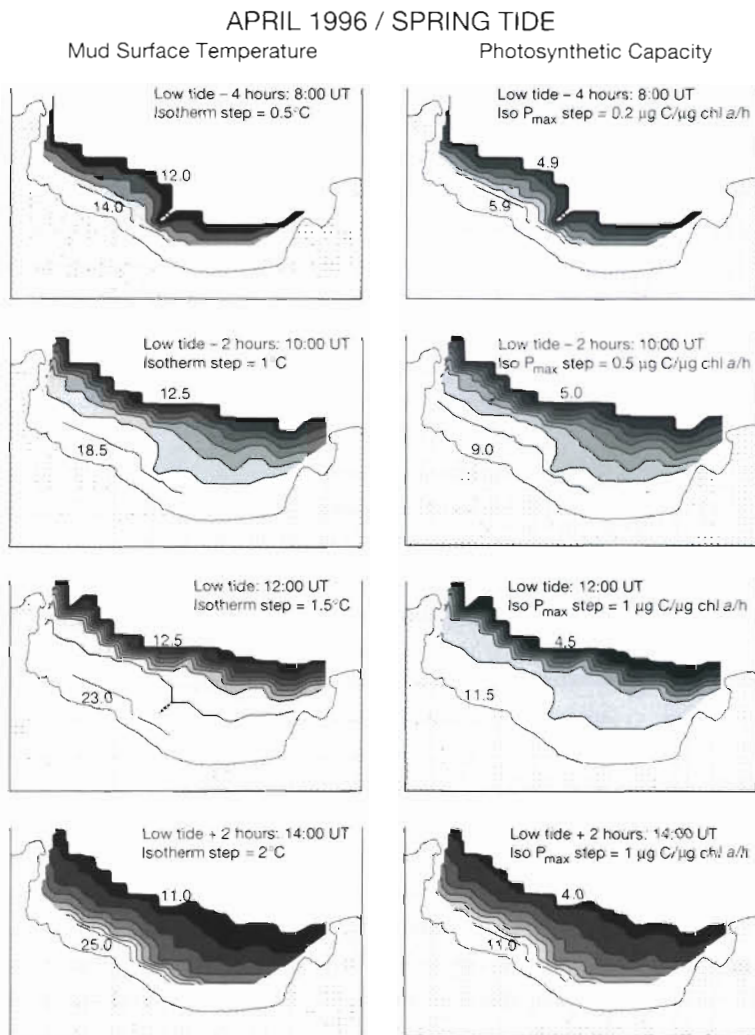 APRIL 1996 / SPRING TIDE
Mud Surface Temperature
Photosynthetic Capacity
Low tide – 4 hours: 8:00 UT
Isotherm step = 0.5°C
12.0
14.0
Low tide – 4 hours: 8:00 UT
Iso Pmax step = 0.2 µg C/µg chl a/h
4.9
5.9
Low tide – 2 hours: 10:00 UT
Isotherm step = 1°C
12.5
18.5
Low tide – 2 hours: 10:00 UT
Iso Pmax step = 0.5 µg C/µg chl a/h
5.0
9.0
Low tide: 12:00 UT
Isotherm step = 1.5°C
12.5
23.0
Low tide: 12:00 UT
Iso Pmax step = 1 µg C/µg chl a/h
4.5
11.5
Low tide + 2 hours: 14:00 UT
Isotherm step = 2°C
11.0
25.0
Low tide + 2 hours: 14:00 UT
Iso Pmax step = 1 µg C/µg chl a/h
4.0
11.0